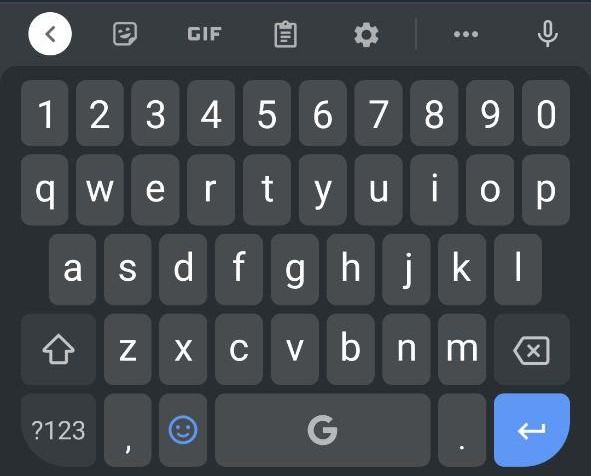 GIF
1 2 3 4 5 6 7 8 9 0
q w e r t y u i o p
a s d f g h j k l
z x c v b n m
?123 , G .